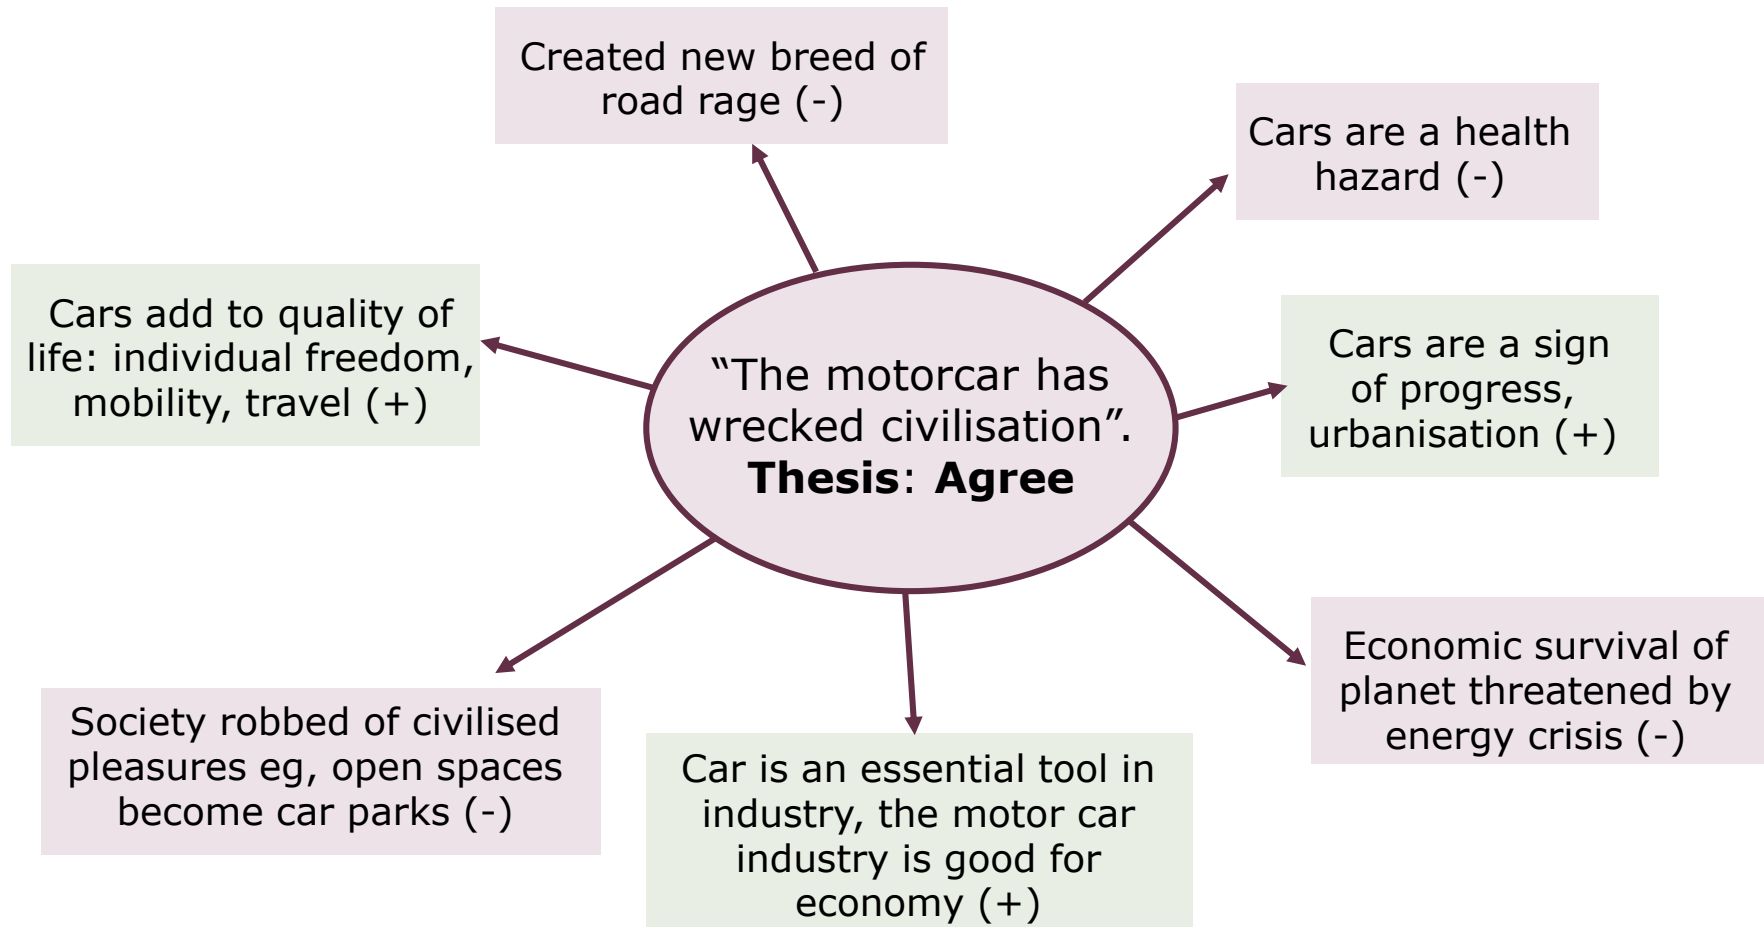 Created new breed of
road rage (-)
Cars are a health
hazard (-)
Cars add to quality of
life: individual freedom,
mobility, travel (+)
“The motorcar has
wrecked civilisation”.
Thesis: Agree
Cars are a sign
of progress,
urbanisation (+)
Society robbed of civilised
pleasures eg, open spaces
become car parks (-)
Car is an essential tool in
industry, the motor car
industry is good for
economy (+)
Economic survival of
planet threatened by
energy crisis (-)